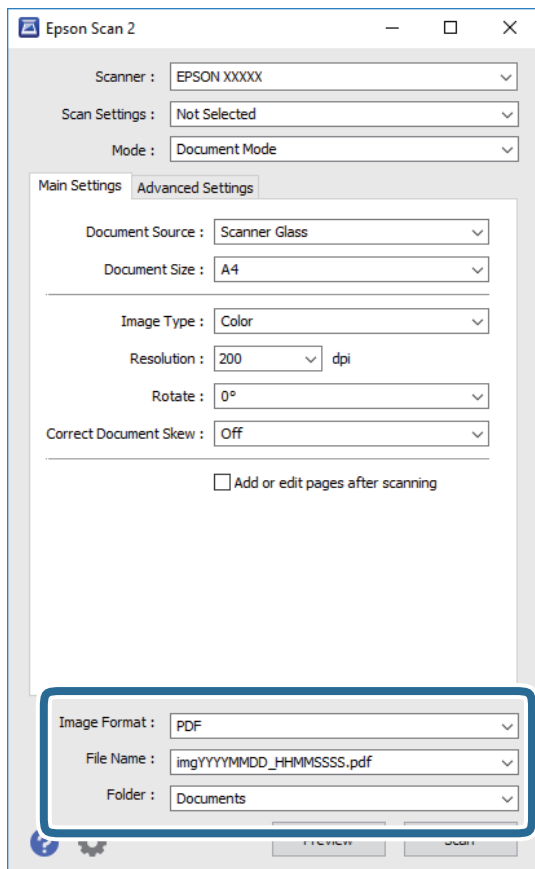 Epson Scan 2
Scanner : EPSON XXXXX
Scan Settings : Not Selected
Mode : Document Mode
Main Settings Advanced Settings
Document Source : Scanner Glass
Document Size : A4
Image Type : Color
Resolution : 200 dpi
Rotate : 0°
Correct Document Skew : Off
Add or edit pages after scanning
Image Format : PDF
File Name : imgYYYYMMDD_HHMMSSSS.pdf
Folder : Documents
? Preview Scan